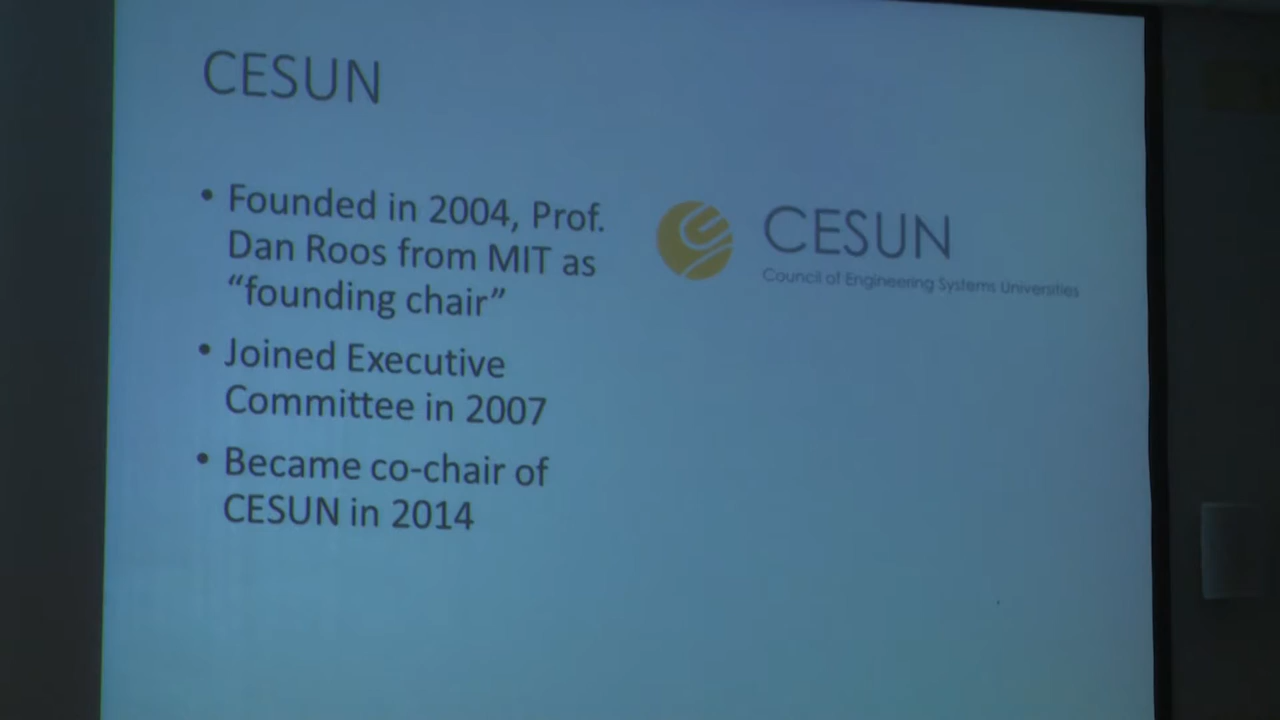 CESUN
• Founded in 2004, Prof.
Dan Roos from MIT as
“founding chair”
• Joined Executive
Committee in 2007
• Became co-chair of
CESUN in 2014
CESUN
Council of Engineering Systems Universities